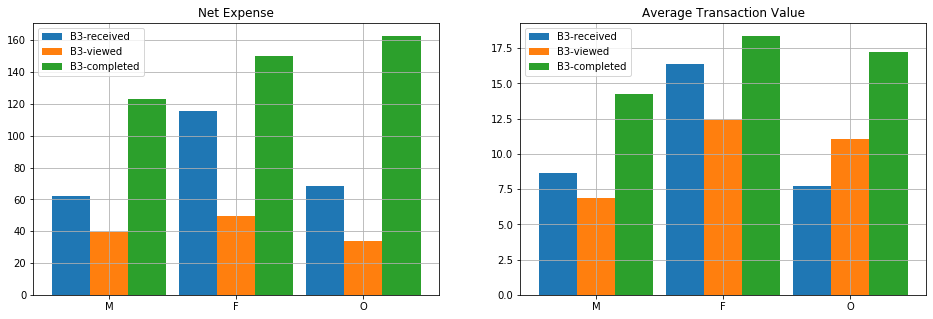 Net Expense
160
140
120
100
80
60
40
20
0
B3-received
B3-viewed
B3-completed
M
F
O
Average Transaction Value
17.5
15.0
12.5
10.0
7.5
5.0
2.5
0.0
B3-received
B3-viewed
B3-completed
M
F
O